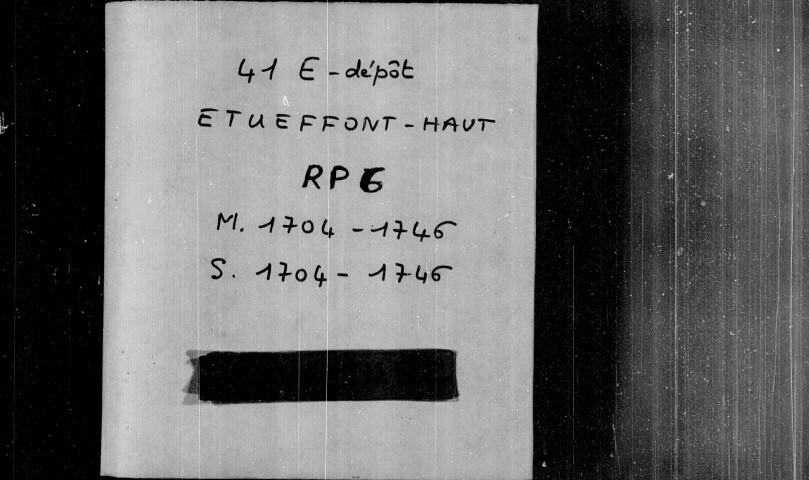 41 E-dépôt
ETUEFFONT-HAUT
RP 6
M. 1704-1746
S. 1704-1746